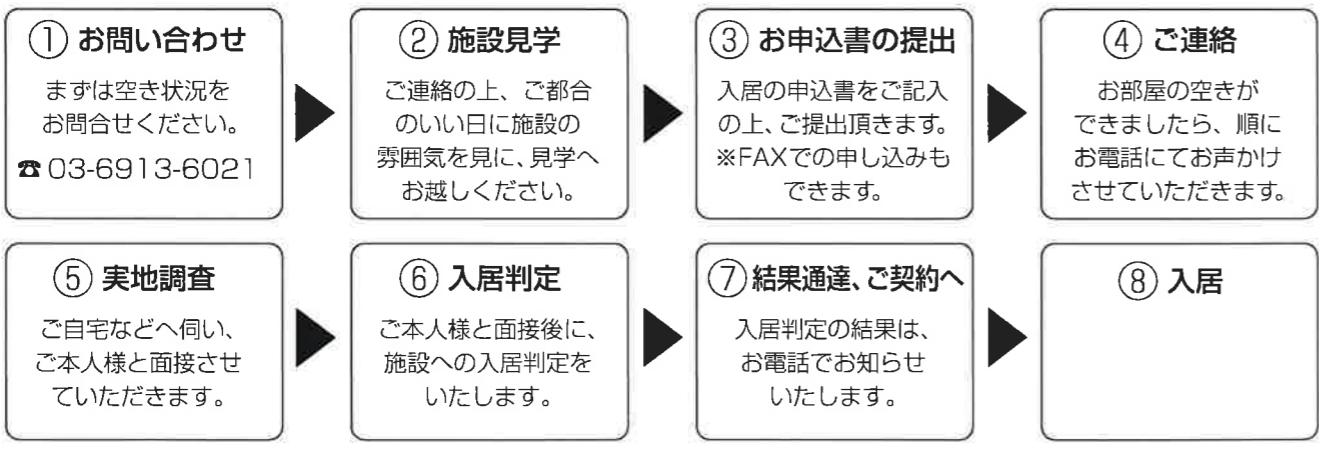 ① お問い合わせ
まずは空き状況を
お問合せください。
☎03-6913-6021
② 施設見学
ご連絡の上、ご都合
のいい日に施設の
雰囲気を見に、見学へ
お越しください。
③ お申込書の提出
入居の申込書をご記入
の上、ご提出頂きます。
※FAXでの申し込みも
できます。
④ ご連絡
お部屋の空きが
できましたら、順に
お電話にてお声かけ
させていただきます。
⑤ 実地調査
ご自宅などへ伺い、
ご本人様と面接させ
ていただきます。
⑥ 入居判定
ご本人様と面接後に、
施設への入居判定を
いたします。
⑦ 結果通達、ご契約へ
入居判定の結果は、
お電話でお知らせ
いたします。
⑧ 入居